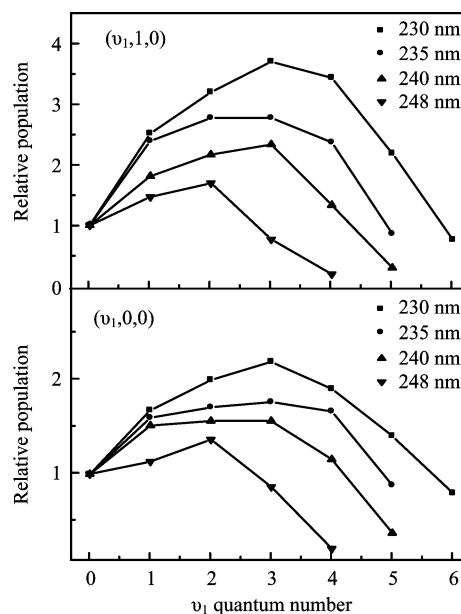 (υ₁,1,0)
230 nm
235 nm
240 nm
248 nm
Relative population
4
3
2
1
0
(υ₁,0,0)
230 nm
235 nm
240 nm
248 nm
Relative population
2
1
0 1 2 3 4 5 6
υ₁ quantum number